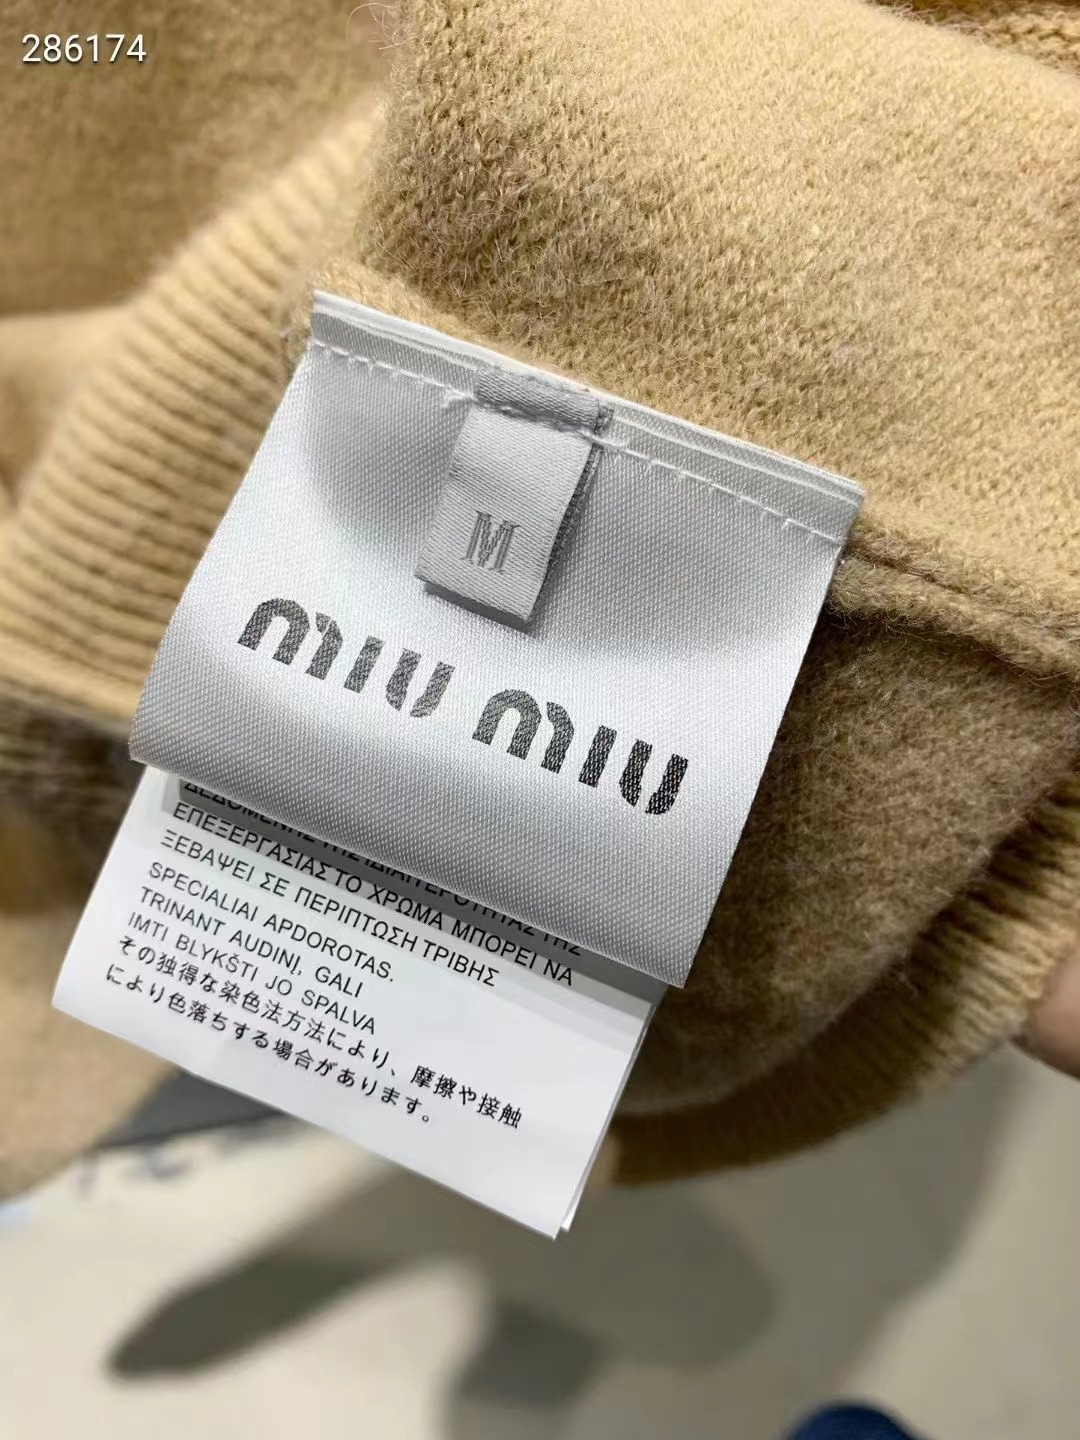 286174
M
miu miu
ΕΠΕΞΕΡΓΑΣΙΑΣ ΤΟ ΧΡΩΜΑ ΜΠΟΡΕΙ ΝΑ
ΞΕΒΑΨΕΙ ΣΕ ΠΕΡΙΠΤΩΣΗ ΤΡΙΒΗΣ
SPECIALIAI APDOROTAS.
TRINANT AUDINĮ, GALI
IMTI BLYKŠTI JO SPALVA
その独得な染色法方法により、摩擦や接触
により色落ちする場合があります。